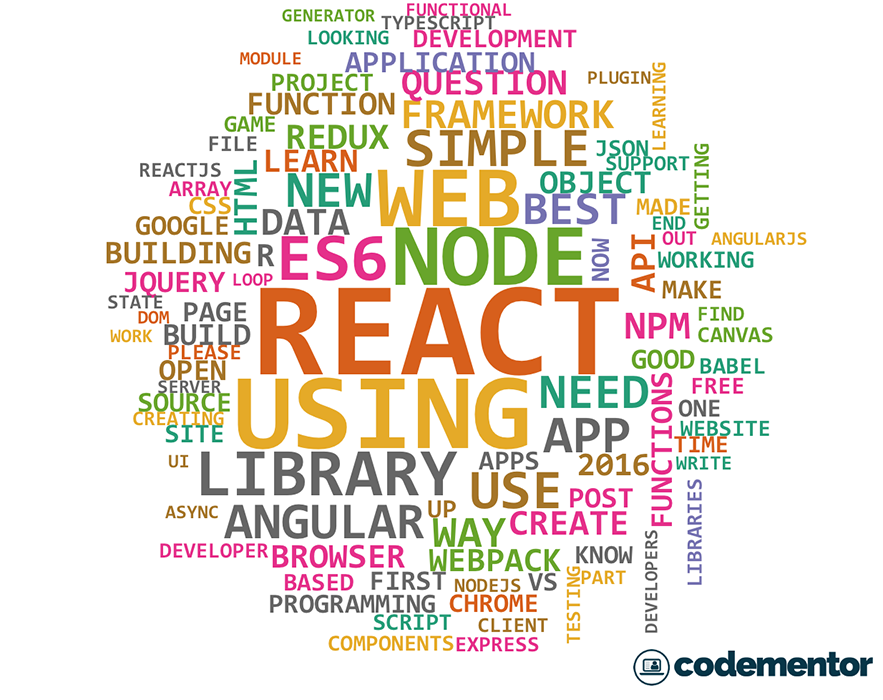 GENERATOR
FUNCTIONAL
TYPESCRIPT
LOOKING
DEVELOPMENT
MODULE
APPLICATION
PROJECT
QUESTION
PLUGIN
LEARNING
FUNCTION
FRAMEWORK
GAME
REDUX
SIMPLE
FILE
JSON
LEARN
SUPPORT
REACTJS
HTML
NEW
WEB
OBJECT
GETTING
ARRAY
CSS
BEST
MADE
GOOGLE
DATA
END
BUILDING
R
ES6
NODE
MON
API
OUT
ANGULARJS
WORKING
JQUERY
LOOP
MAKE
STATE
DOM
PAGE
REACT
NPM
FIND
WORK
BUILD
CANVAS
PLEASE
GOOD
BABEL
OPEN
SERVER
USING
NEED
FREE
SOURCE
FUNCTIONS
ONE
CREATING
SITE
APP
WEBSITE
TIME
UI
LIBRARY
APPS
2016
WRITE
USE
POST
LIBRARIES
ASYNC
ANGULAR
UP
WAY
CREATE
DEVELOPER
BROWSER
WEBPACK
KNOW
DEVELOPERS
BASED
FIRST
NODEJS
VS
TESTING
PART
PROGRAMMING
CHROME
SCRIPT
CLIENT
COMPONENTS
EXPRESS
codementor